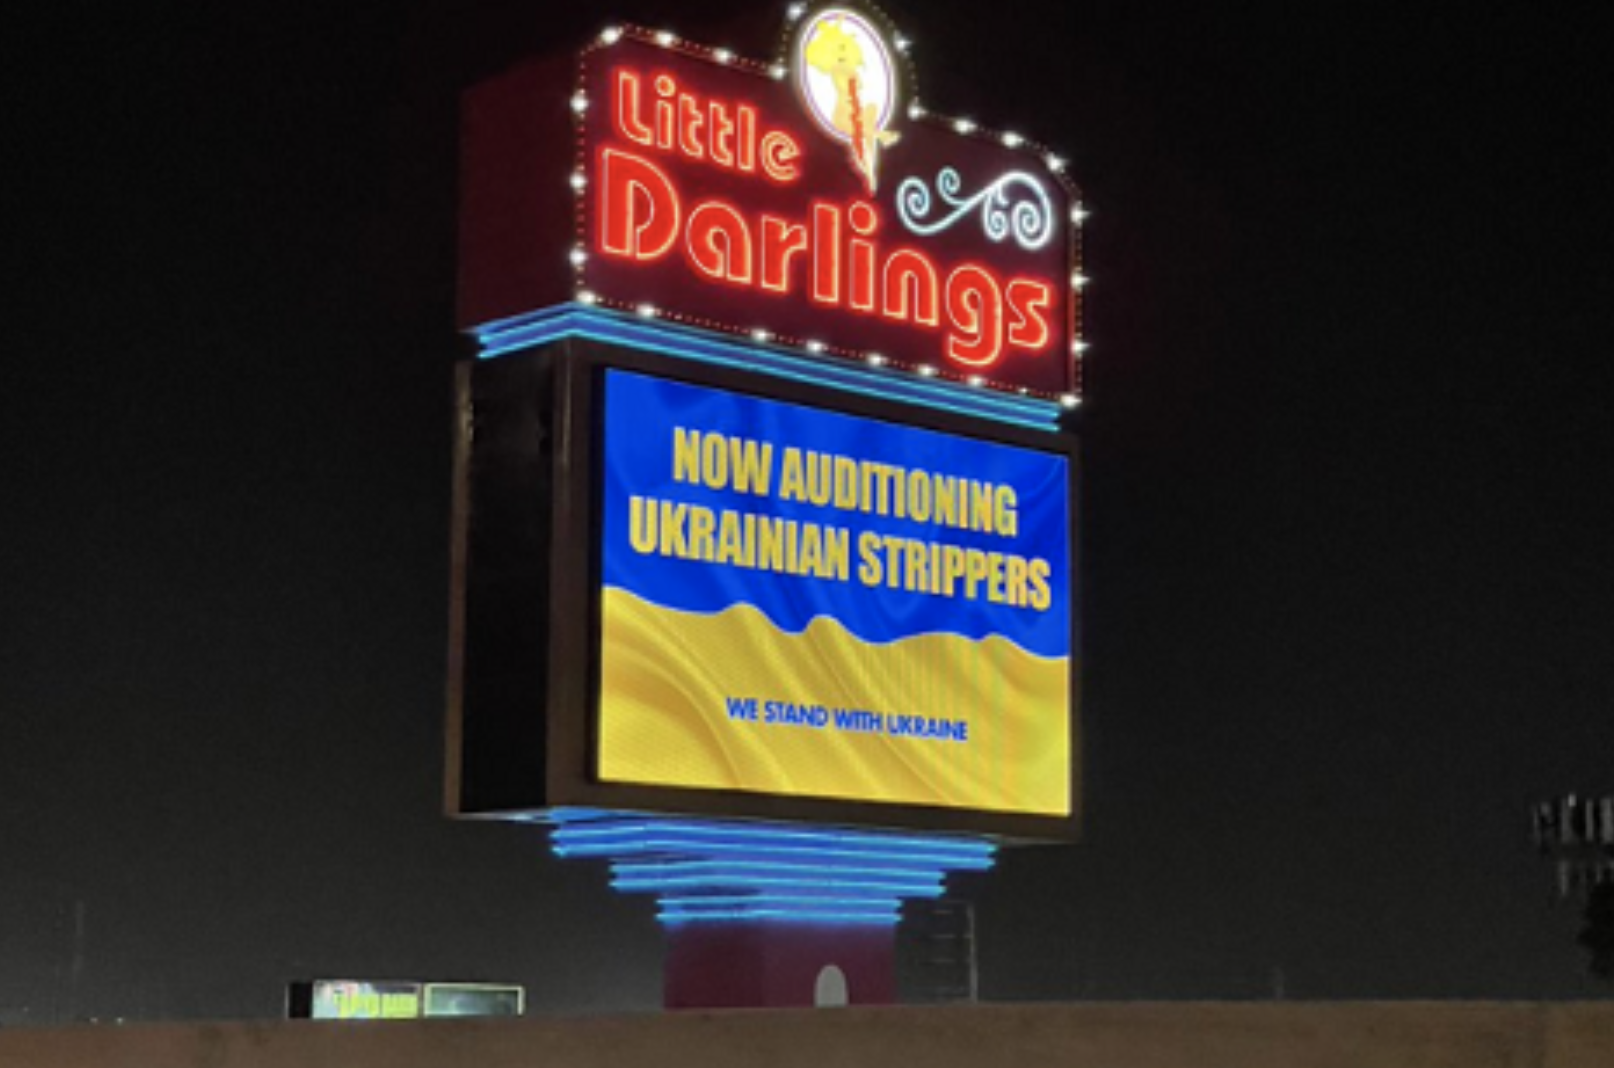 Little
Darlings
NOW AUDITIONING
UKRAINIAN STRIPPERS
WE STAND WITH UKRAINE